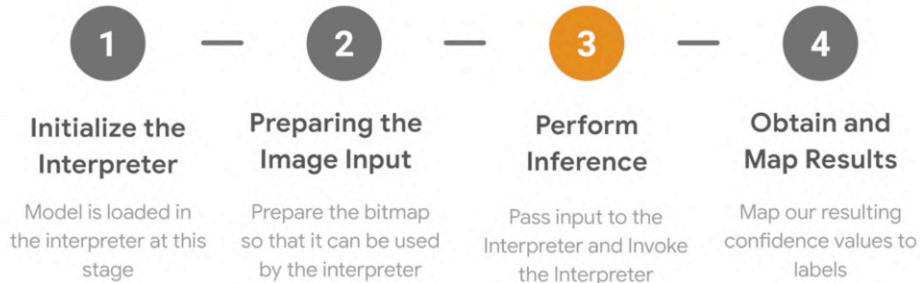 1
2
3
4
Initialize the
Interpreter
Model is loaded in
the interpreter at this
stage
Preparing the
Image Input
Prepare the bitmap
so that it can be used
by the interpreter
Perform
Inference
Pass input to the
Interpreter and Invoke
the Interpreter
Obtain and
Map Results
Map our resulting
confidence values to
labels